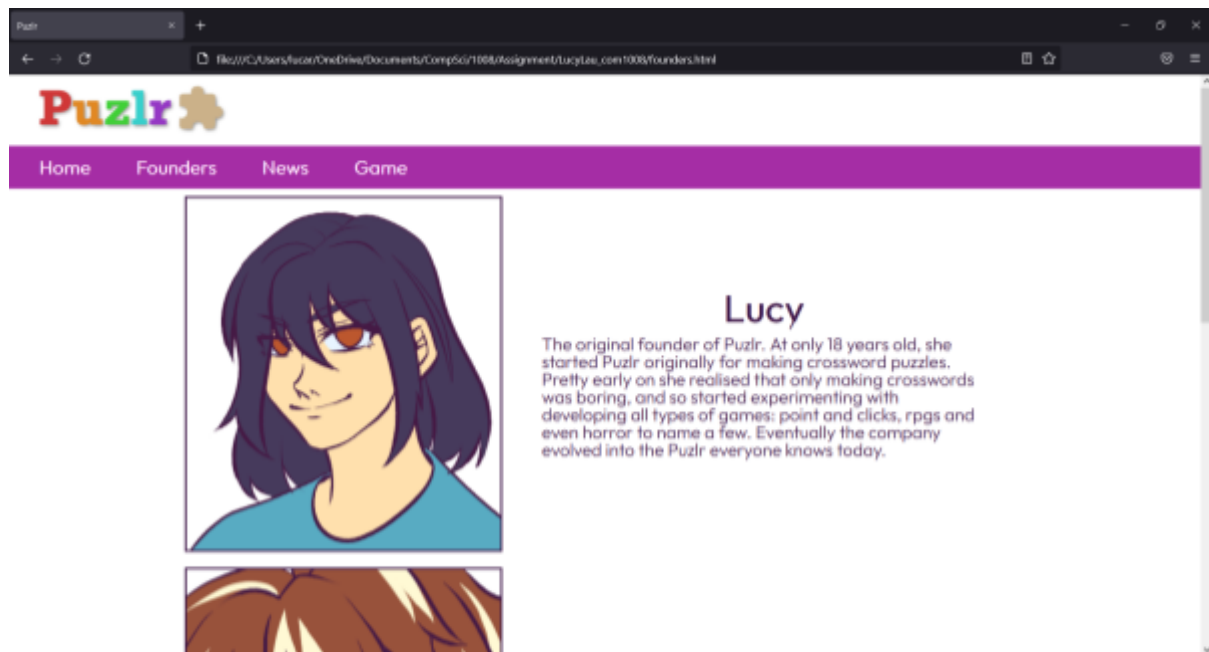 Puzlr
file:///C:/Users/lucar/OneDrive/Documents/CompSci/1008/Assignment/LucyLau_com1008/founders.html
Puzlr
Home Founders News Game
Lucy
The original founder of Puzlr. At only 18 years old, she
started Puzlr originally for making crossword puzzles.
Pretty early on she realised that only making crosswords
was boring, and so started experimenting with
developing all types of games: point and clicks, rpgs and
even horror to name a few. Eventually the company
evolved into the Puzlr everyone knows today.